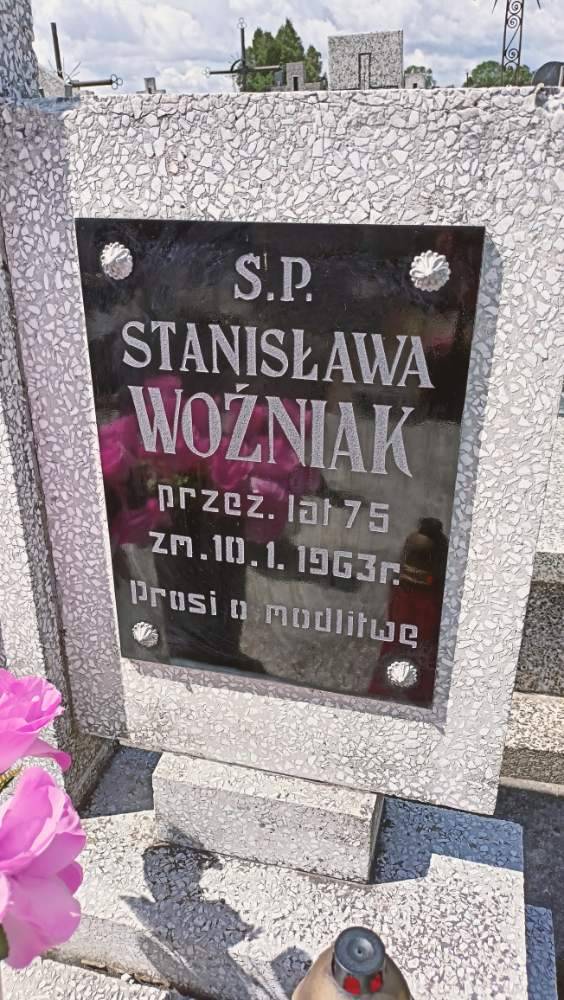 S.P.
STANISŁAWA
WOŹNIAK
przeż. lat 75
zm. 10.1.1963r.
prosi o modlitwę